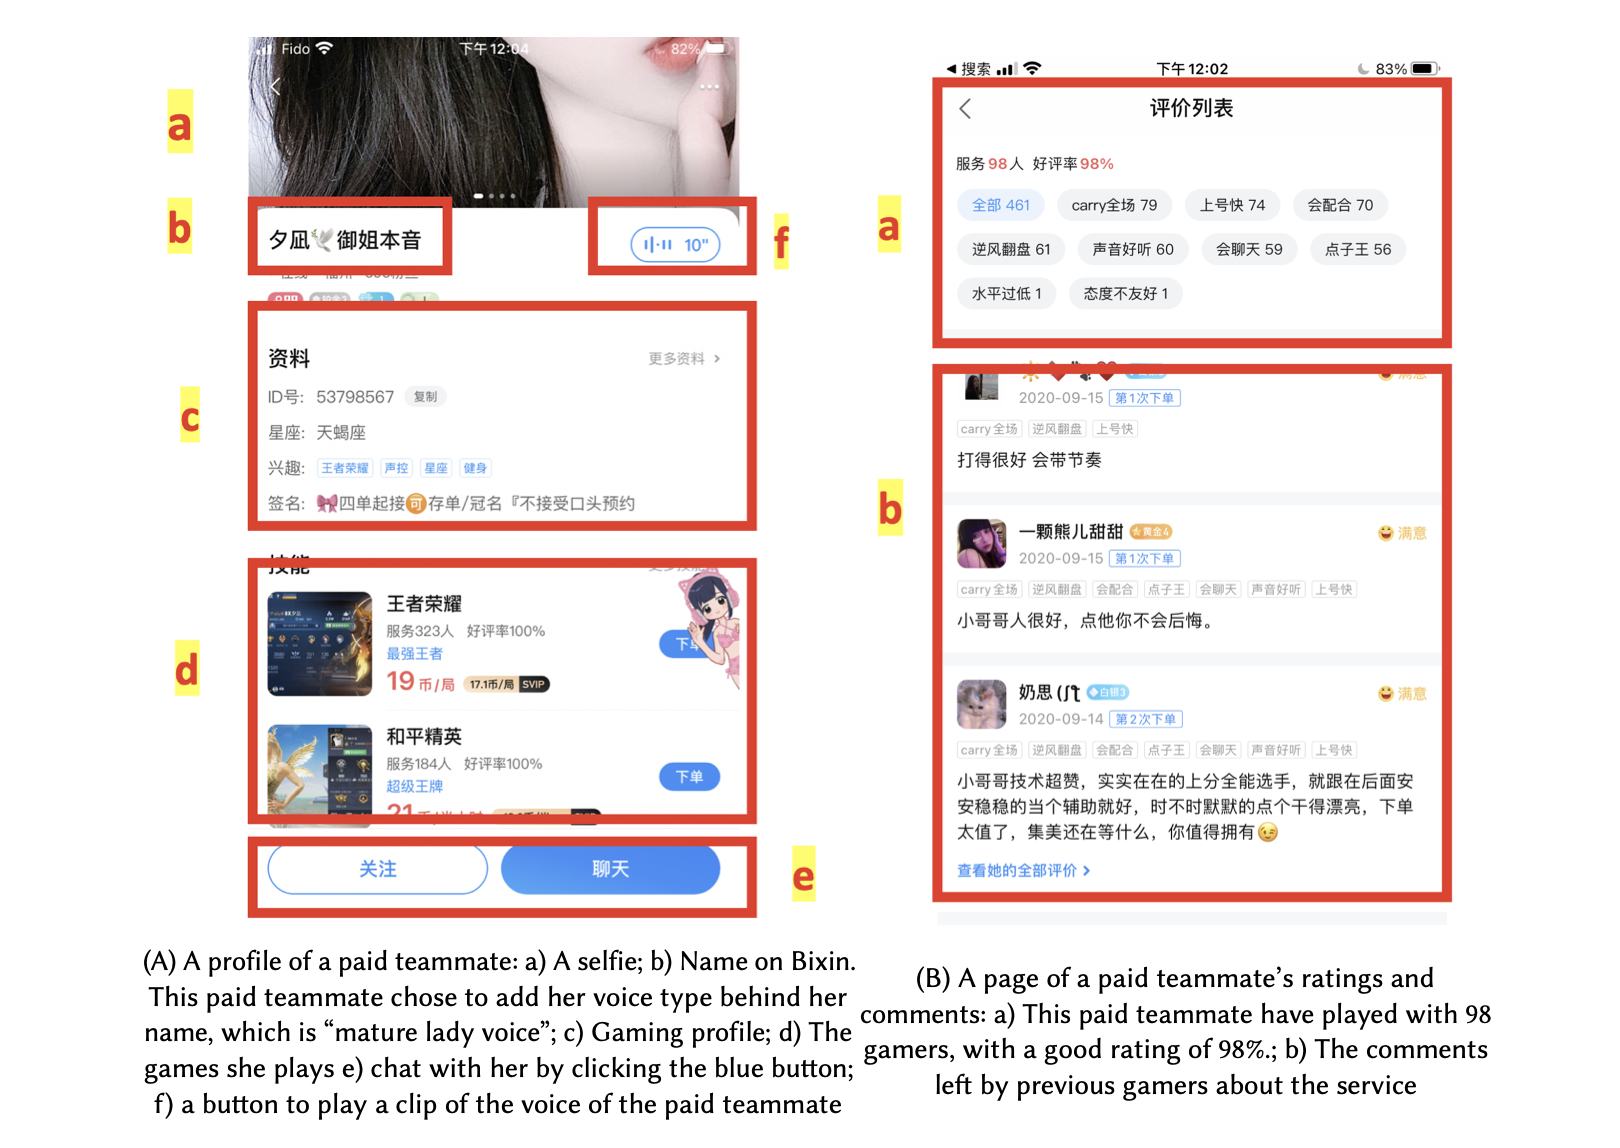 Fido 下午 12:04 82%
a
b
夕凪🕊️御姐本音
10"
f
c
资料 更多资料 >
ID号: 53798567 复制
星座: 天蝎座
兴趣: 王者荣耀 声控 星座 健身
签名: 🎀四单起接🉑存单/冠名『不接受口头预约
d
技能
王者荣耀
服务323人 好评率100%
最强王者
19 币/局 17.1币/局 SVIP
和平精英
服务184人 好评率100%
超级王牌
下单
关注 聊天
e
(A) A profile of a paid teammate: a) A selfie; b) Name on Bixin.
This paid teammate chose to add her voice type behind her
name, which is “mature lady voice”; c) Gaming profile; d) The
games she plays e) chat with her by clicking the blue button;
f) a button to play a clip of the voice of the paid teammate
◀ 搜索 下午 12:02 83%
a
评价列表
服务98人 好评率98%
全部 461 carry全场 79 上号快 74 会配合 70
逆风翻盘 61 声音好听 60 会聊天 59 点子王 56
水平过低 1 态度不友好 1
b
满意
2020-09-15 第1次下单
carry全场 逆风翻盘 上号快
打得很好 会带节奏
一颗熊儿甜甜 黄金4 满意
2020-09-15 第1次下单
carry全场 逆风翻盘 会配合 点子王 会聊天 声音好听 上号快
小哥哥人很好，点他你不会后悔。
奶思 白银3 满意
2020-09-14 第2次下单
carry全场 逆风翻盘 会配合 点子王 会聊天 声音好听 上号快
小哥哥技术超赞，实实在在的上分全能选手，就跟在后面安
安稳稳的当个辅助就好，时不时默默的点个干得漂亮，下单
太值了，集美还在等什么，你值得拥有😉
查看她的全部评价 >
(B) A page of a paid teammate’s ratings and
comments: a) This paid teammate have played with 98
gamers, with a good rating of 98%.; b) The comments
left by previous gamers about the service